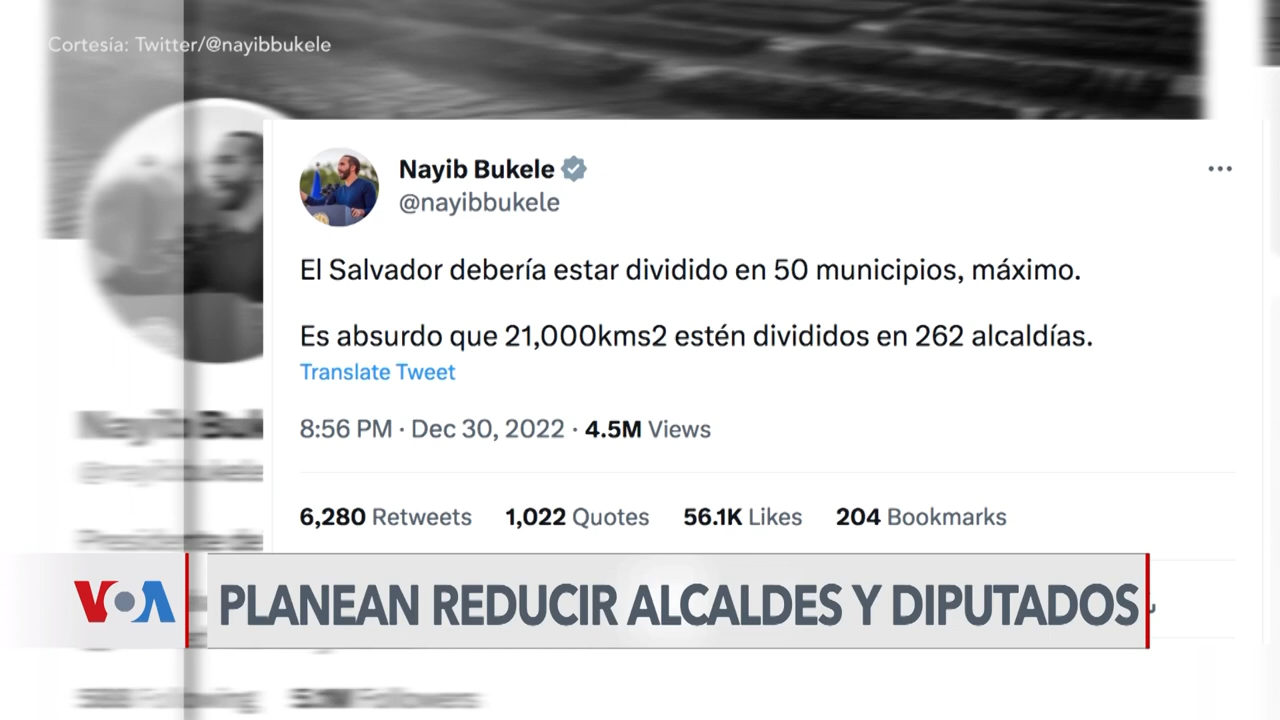 Cortesía: Twitter/@nayibbukele
Nayib Bukele
@nayibbukele
El Salvador debería estar dividido en 50 municipios, máximo.
Es absurdo que 21,000kms2 estén divididos en 262 alcaldías.
Translate Tweet
8:56 PM · Dec 30, 2022 · 4.5M Views
6,280 Retweets 1,022 Quotes 56.1K Likes 204 Bookmarks
VOA PLANEAN REDUCIR ALCALDES Y DIPUTADOS